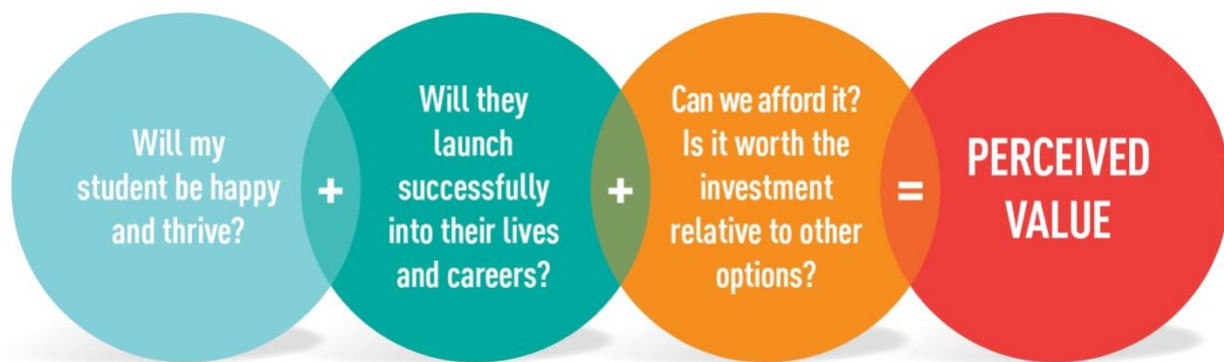 Will my
student be happy
and thrive?
+
Will they
launch
successfully
into their lives
and careers?
+
Can we afford it?
Is it worth the
investment
relative to other
options?
=
PERCEIVED
VALUE